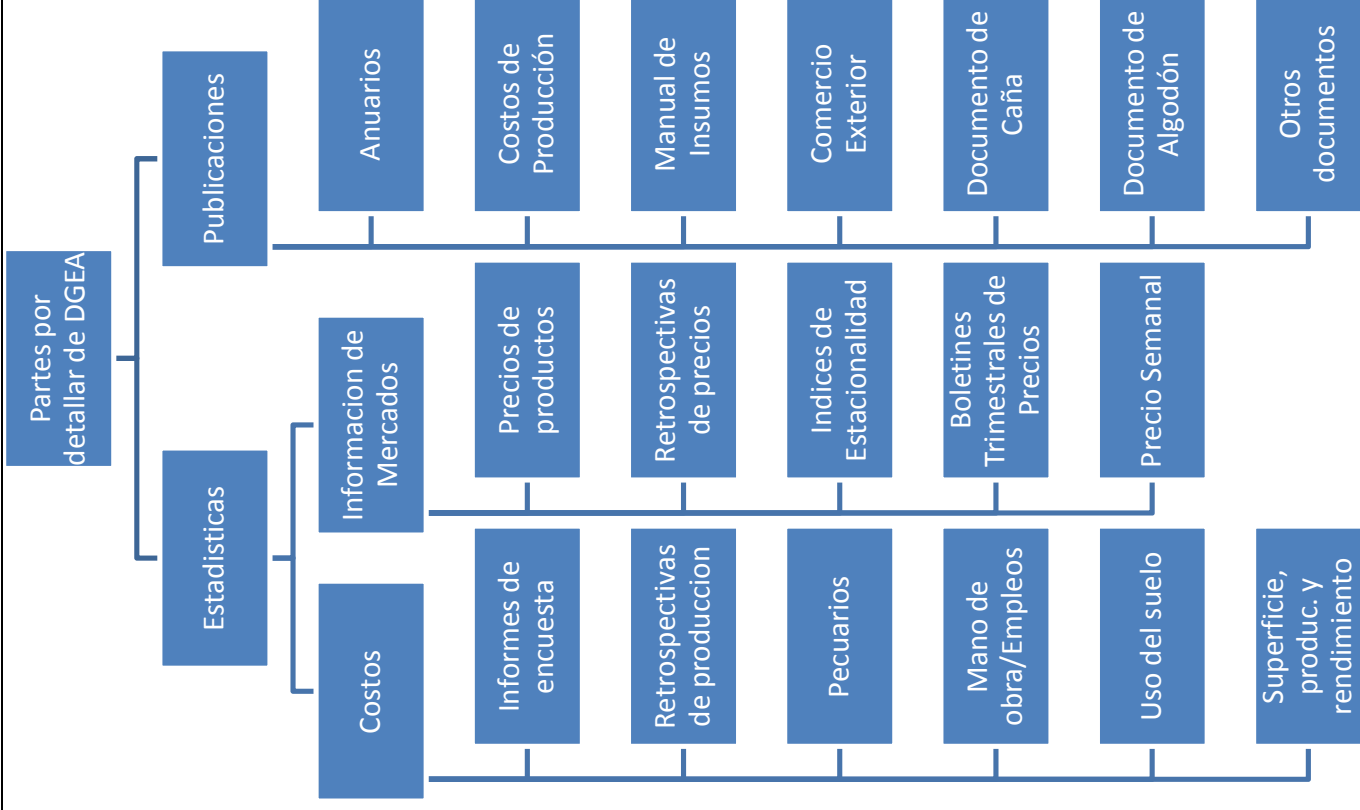 Partes por
detallar de DGEA
Estadisticas
Costos
Informes de
encuesta
Retrospectivas
de produccion
Pecuarios
Mano de
obra/Empleos
Uso del suelo
Superficie,
produc. y
rendimiento
Informacion de
Mercados
Precios de
productos
Retrospectivas
de precios
Indices de
Estacionalidad
Boletines
Trimestrales de
Precios
Precio Semanal
Publicaciones
Anuarios
Costos de
Producción
Manual de
Insumos
Comercio
Exterior
Documento de
Caña
Documento de
Algodón
Otros
documentos